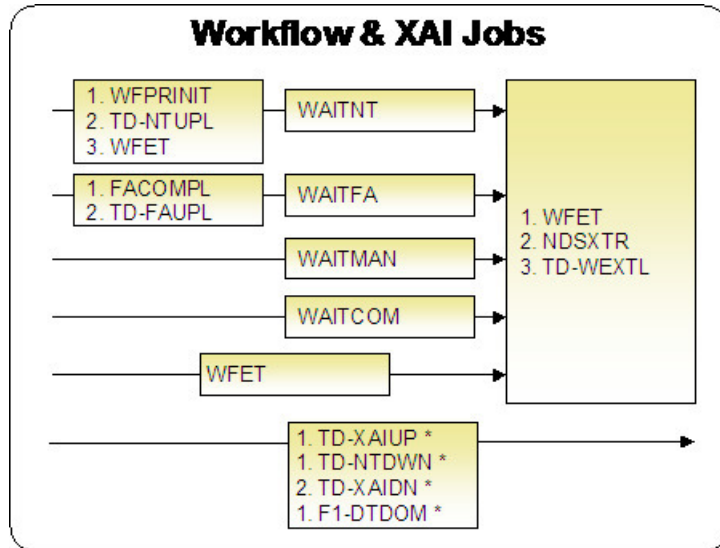 Workflow & XAI Jobs
1. WFPRINIT
2. TD-NTUPL
3. WFET
WAITNT
1. FACOMPL
2. TD-FAUPL
WAITFA
WAITMAN
WAITCOM
WFET
1. WFET
2. NDSXTR
3. TD-WEXTL
1. TD-XAIUP *
1. TD-NTDWN *
2. TD-XAIDN *
1. F1-DTDOM *